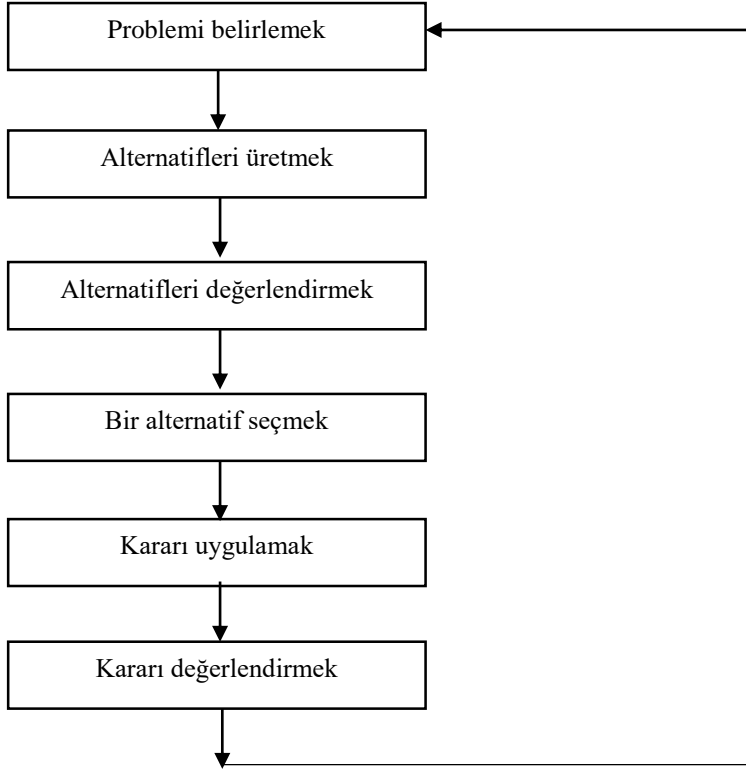 Problemi belirlemek
Alternatifleri üretmek
Alternatifleri değerlendirmek
Bir alternatif seçmek
Kararı uygulamak
Kararı değerlendirmek